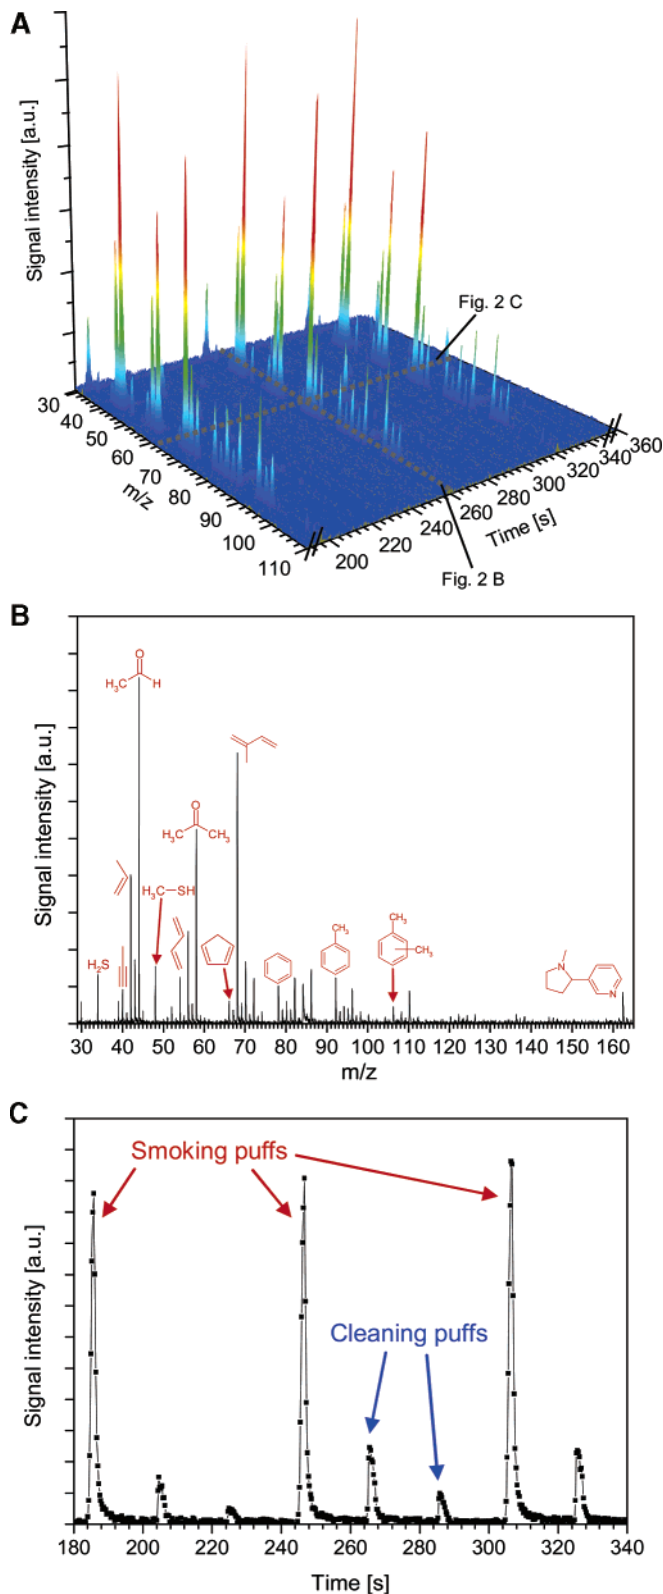 A
Signal intensity [a.u.]
Fig. 2 C
30
40
50
60
70
80
90
100
110
m/z
200
220
240
260
280
300
320
340
360
Time [s]
Fig. 2 B
B
Signal intensity [a.u.]
O
H₃C
H
O
H₃C
CH₃
H₃C–SH
H₂S
CH₃
CH₃
CH₃
CH₃
N
N
30 40 50 60 70 80 90 100 110 120 130 140 150 160
m/z
C
Signal intensity [a.u.]
Smoking puffs
Cleaning puffs
180 200 220 240 260 280 300 320 340
Time [s]